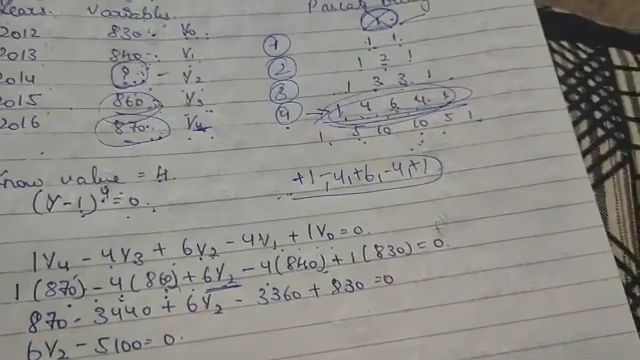 Years. Variables Pascal
2012 830 Y0
1 1 1
2013 840 Y1
2 1 2 1
2014 ? - Y2
3 1 3 3 1
2015 860 Y3
4 → 1, 4 6 4 1
2016 870 Y4
1 5 10 10 5 1
Know value = 4.
+1, -4, +6, -4, +1
(Y-1)^4 = 0.
1Y4 - 4Y3 + 6Y2 - 4Y1 + 1Y0 = 0.
1(870) - 4(860) + 6Y2 - 4(840) + 1(830) = 0.
870 - 3440 + 6Y2 - 3360 + 830 = 0
6Y2 - 5100 = 0.